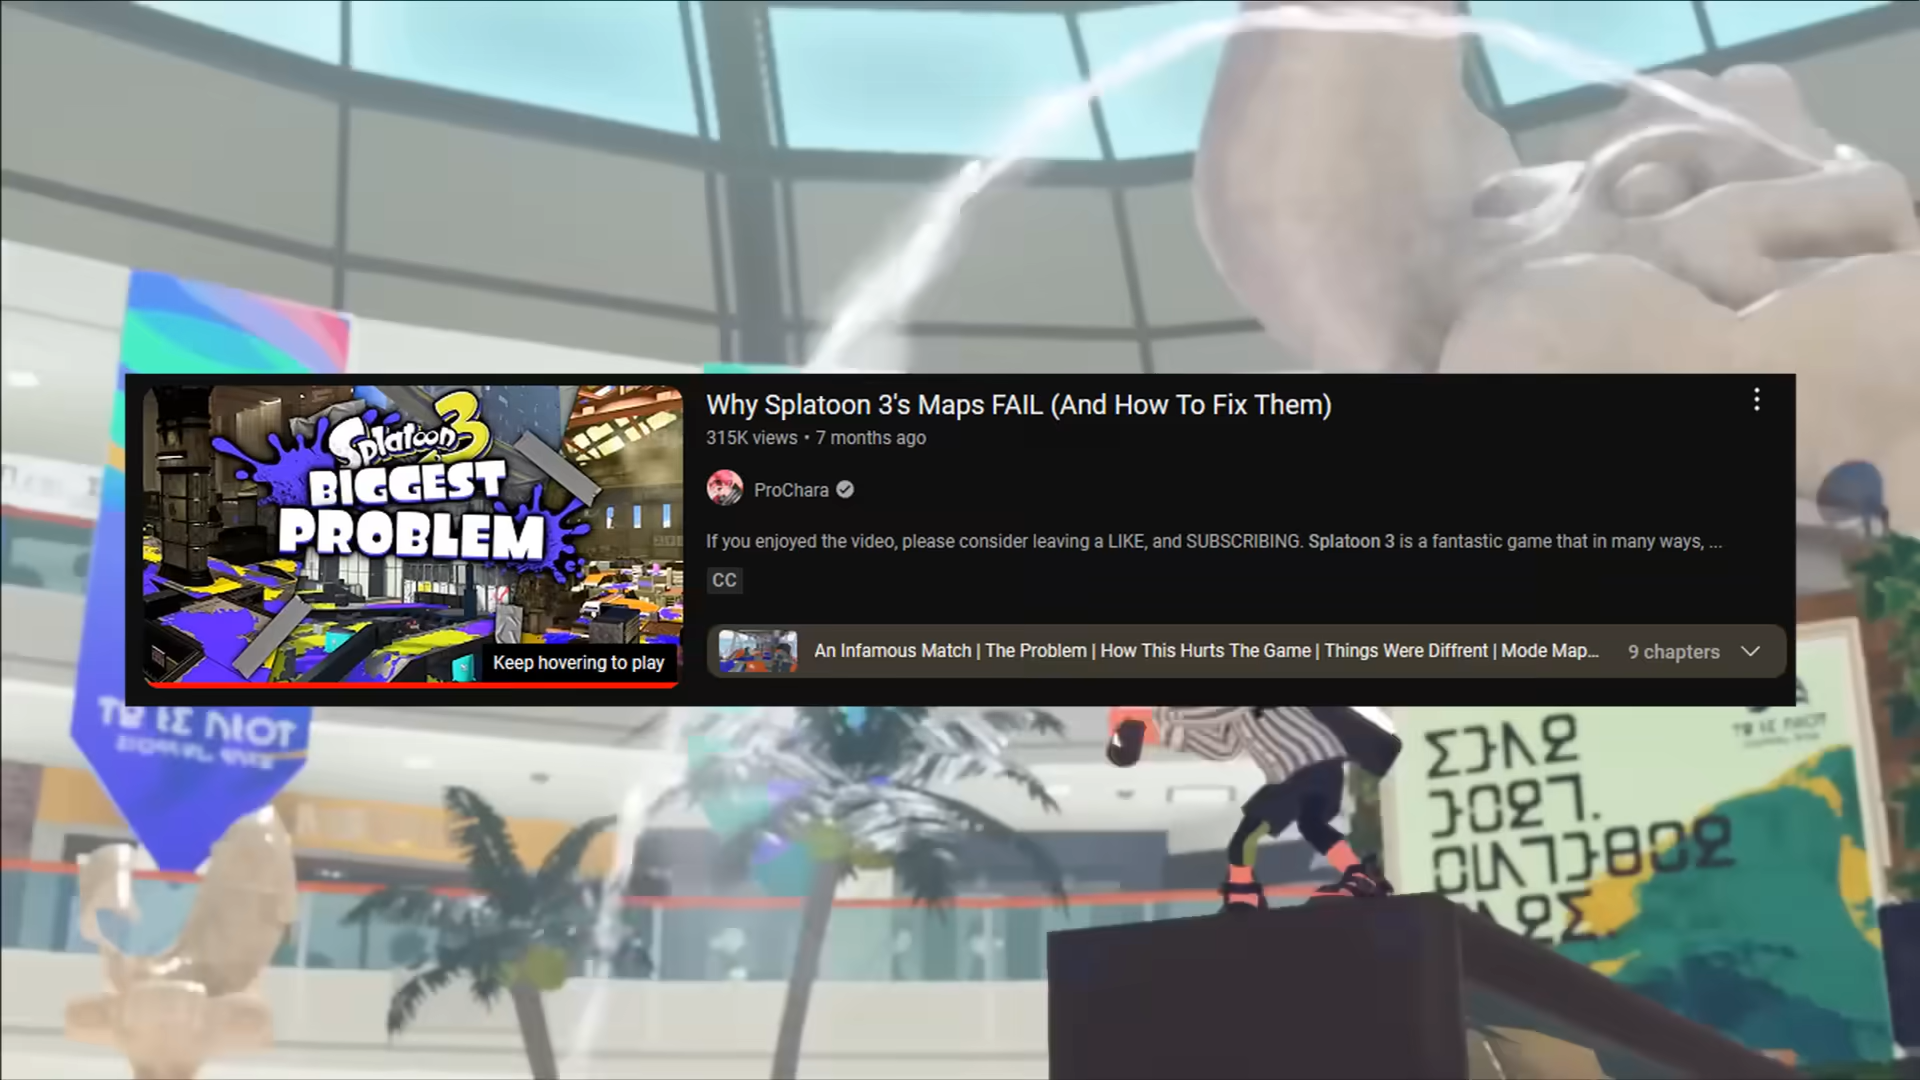 Splatoon 3
BIGGEST
PROBLEM
Keep hovering to play
Why Splatoon 3's Maps FAIL (And How To Fix Them)
315K views • 7 months ago
ProChara
If you enjoyed the video, please consider leaving a LIKE, and SUBSCRIBING. Splatoon 3 is a fantastic game that in many ways, ...
CC
An Infamous Match | The Problem | How This Hurts The Game | Things Were Diffrent | Mode Map...
9 chapters